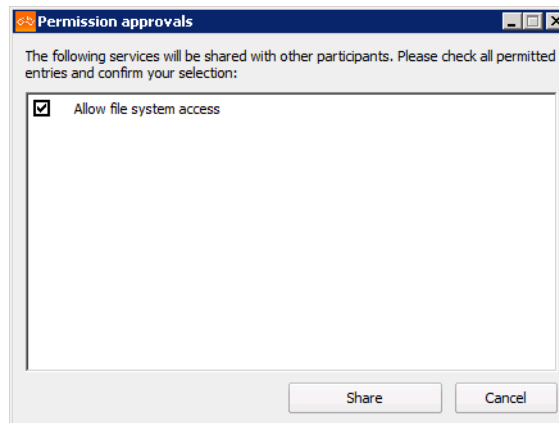 Permission approvals
The following services will be shared with other participants. Please check all permitted
entries and confirm your selection:
Allow file system access
Share
Cancel